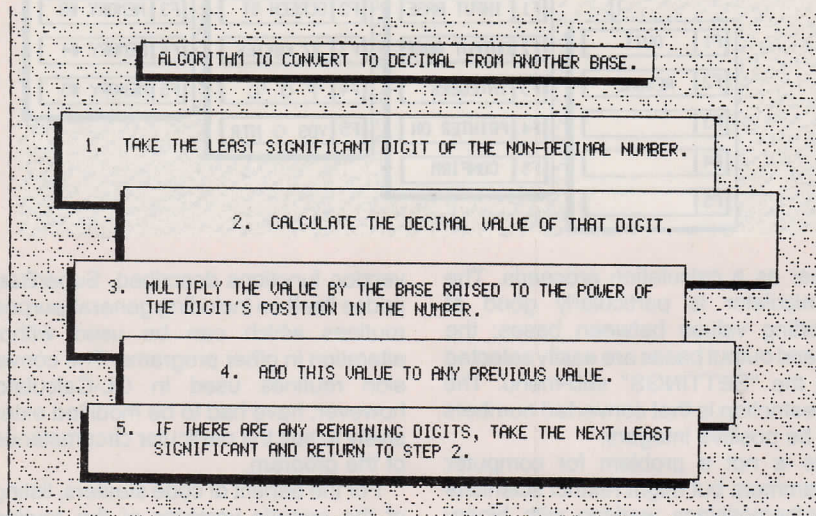 ALGORITHM TO CONVERT TO DECIMAL FROM ANOTHER BASE.
1. TAKE THE LEAST SIGNIFICANT DIGIT OF THE NON-DECIMAL NUMBER.
2. CALCULATE THE DECIMAL VALUE OF THAT DIGIT.
3. MULTIPLY THE VALUE BY THE BASE RAISED TO THE POWER OF
THE DIGIT'S POSITION IN THE NUMBER.
4. ADD THIS VALUE TO ANY PREVIOUS VALUE.
5. IF THERE ARE ANY REMAINING DIGITS, TAKE THE NEXT LEAST
SIGNIFICANT AND RETURN TO STEP 2.